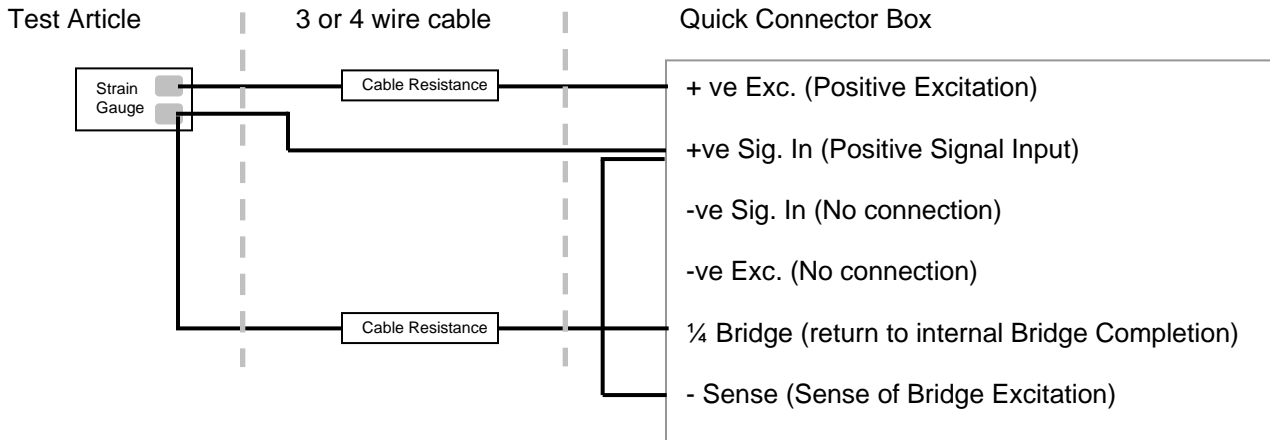 Test Article
3 or 4 wire cable
Quick Connector Box
Strain
Gauge
Cable Resistance
+ ve Exc. (Positive Excitation)
+ve Sig. In (Positive Signal Input)
-ve Sig. In (No connection)
-ve Exc. (No connection)
Cable Resistance
¼ Bridge (return to internal Bridge Completion)
- Sense (Sense of Bridge Excitation)